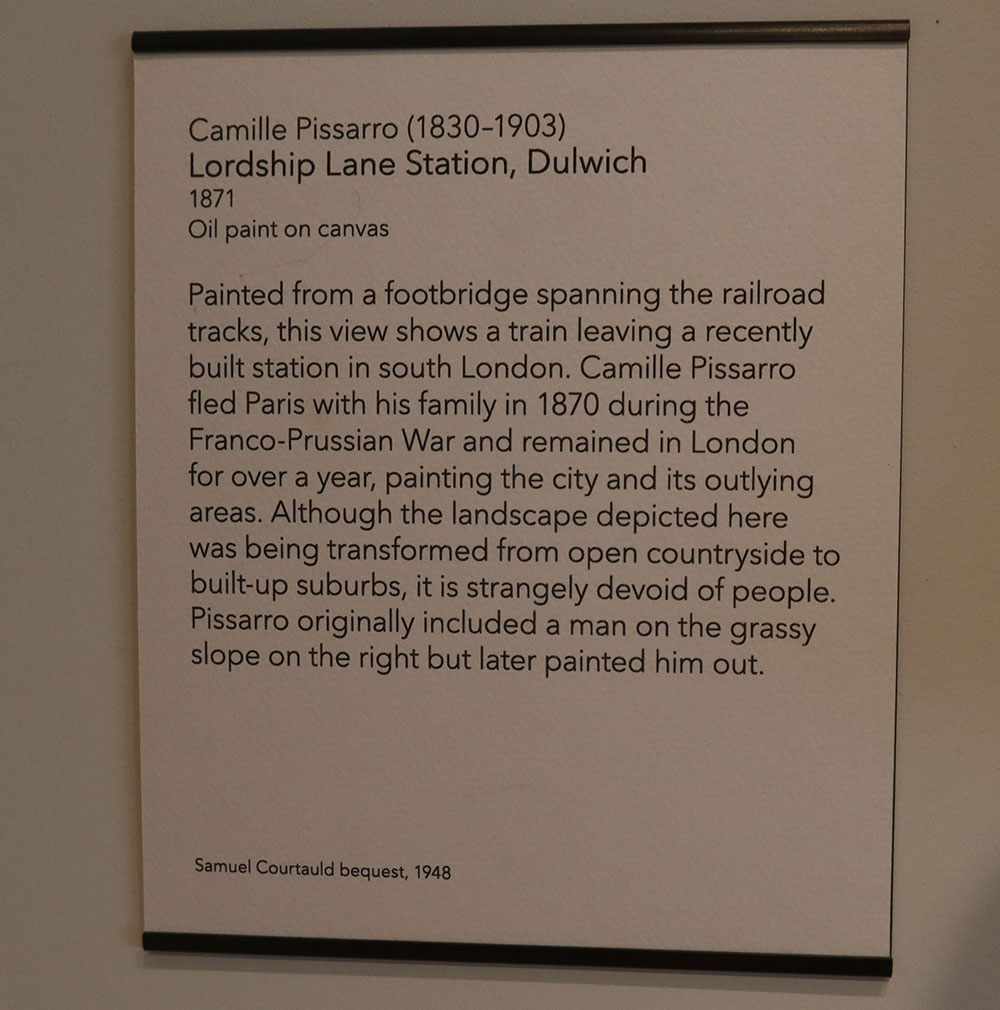 Camille Pissarro (1830–1903)
Lordship Lane Station, Dulwich
1871
Oil paint on canvas
Painted from a footbridge spanning the railroad
tracks, this view shows a train leaving a recently
built station in south London. Camille Pissarro
fled Paris with his family in 1870 during the
Franco-Prussian War and remained in London
for over a year, painting the city and its outlying
areas. Although the landscape depicted here
was being transformed from open countryside to
built-up suburbs, it is strangely devoid of people.
Pissarro originally included a man on the grassy
slope on the right but later painted him out.
Samuel Courtauld bequest, 1948